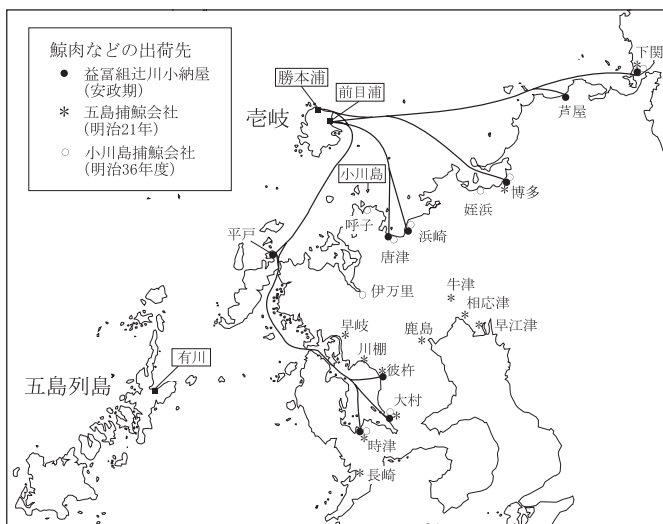 鯨肉などの出荷先
● 益冨組辻川小納屋
(安政期)
* 五島捕鯨会社
(明治21年)
○ 小川島捕鯨会社
(明治36年度)
下関
勝本浦
前目浦
芦屋
壱岐
小川島
博多
姪浜
呼子
浜崎
平戸
唐津
伊万里
牛津
相応津
早岐
鹿島
早江津
川棚
有川
彼杵
五島列島
大村
時津
長崎